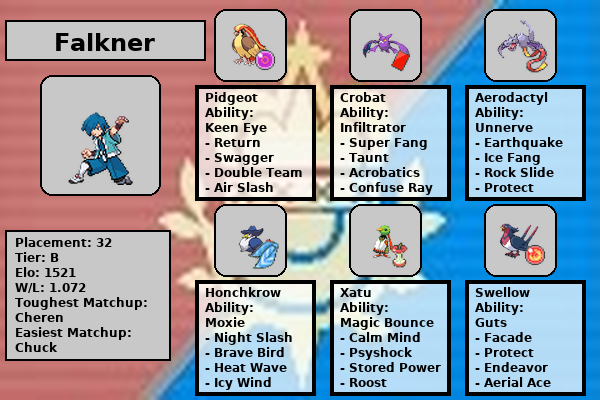 Falkner
Pidgeot
Ability:
Keen Eye
- Return
- Swagger
- Double Team
- Air Slash
Crobat
Ability:
Infiltrator
- Super Fang
- Taunt
- Acrobatics
- Confuse Ray
Aerodactyl
Ability:
Unnerve
- Earthquake
- Ice Fang
- Rock Slide
- Protect
Placement: 32
Tier: B
Elo: 1521
W/L: 1.072
Toughest Matchup:
Cheren
Easiest Matchup:
Chuck
Honchkrow
Ability:
Moxie
- Night Slash
- Brave Bird
- Heat Wave
- Icy Wind
Xatu
Ability:
Magic Bounce
- Calm Mind
- Psyshock
- Stored Power
- Roost
Swellow
Ability:
Guts
- Facade
- Protect
- Endeavor
- Aerial Ace